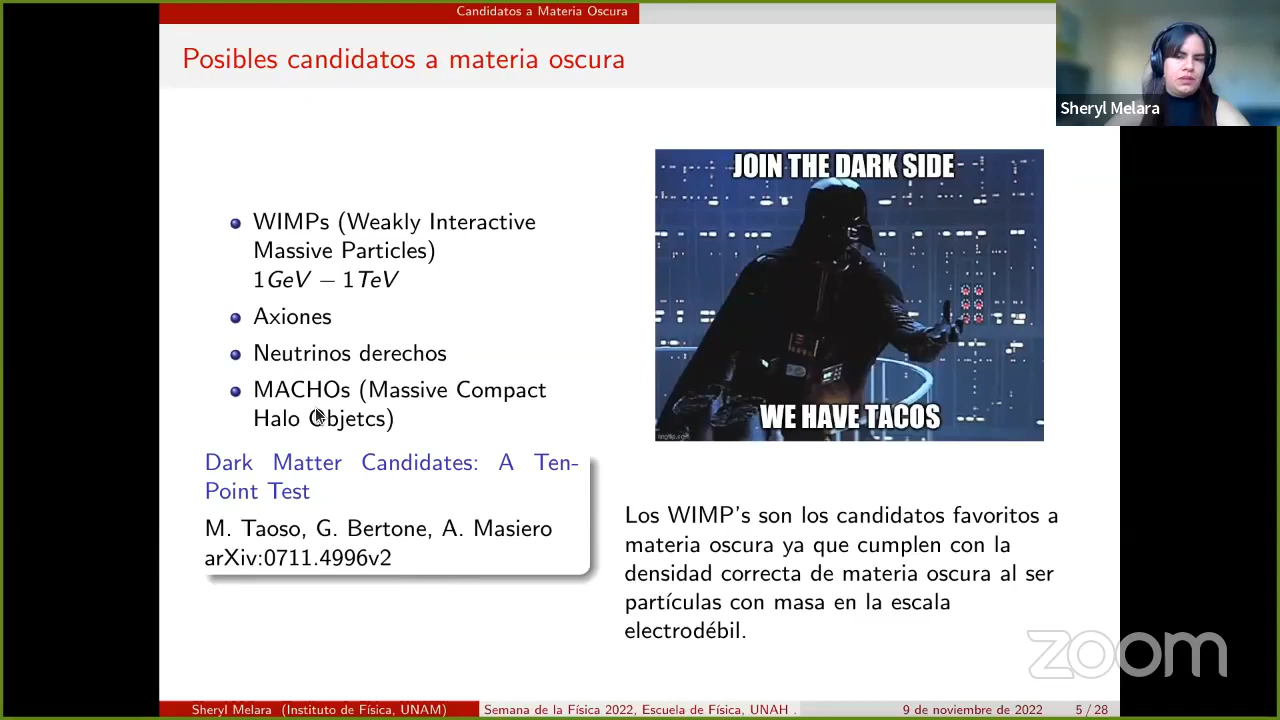 Candidatos a Materia Oscura
Posibles candidatos a materia oscura
Sheryl Melara
WIMPs (Weakly Interactive
Massive Particles)
1GeV − 1TeV
Axiones
Neutrinos derechos
MACHOs (Massive Compact
Halo Objetcs)
Dark Matter Candidates: A Ten-
Point Test
M. Taoso, G. Bertone, A. Masiero
arXiv:0711.4996v2
JOIN THE DARK SIDE
WE HAVE TACOS
imgflip.com
Los WIMP's son los candidatos favoritos a
materia oscura ya que cumplen con la
densidad correcta de materia oscura al ser
partículas con masa en la escala
electrodébil.
zoom
Sheryl Melara (Instituto de Física, UNAM)
Semana de la Física 2022, Escuela de Física, UNAH .
9 de noviembre de 2022
5 / 28